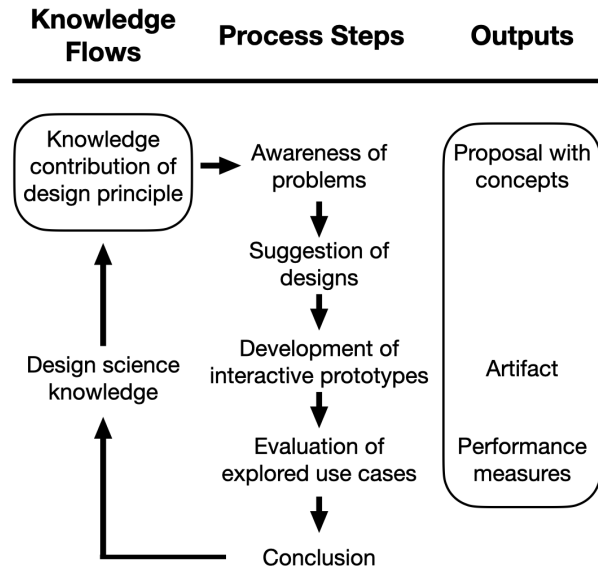 Knowledge
Flows
Process Steps
Outputs
Knowledge
contribution of
design principle
Awareness of
problems
Proposal with
concepts
Suggestion of
designs
Design science
knowledge
Development of
interactive prototypes
Artifact
Evaluation of
explored use cases
Performance
measures
Conclusion